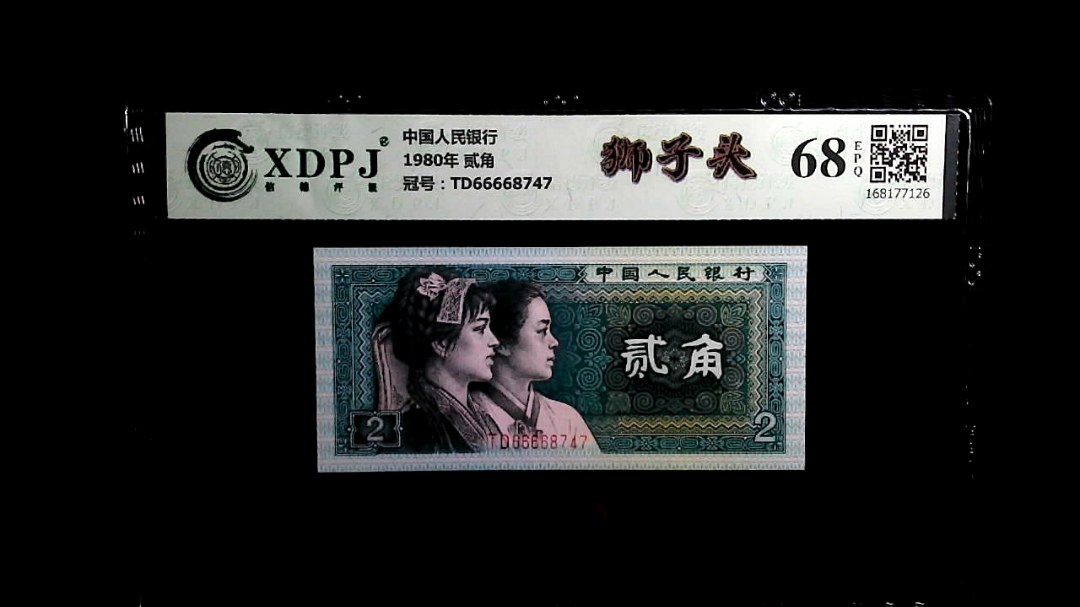 XDPJ
中国人民银行
1980年 贰角
冠号:TD66668747
狮子头
68
EPQ
168177126
中国人民银行
贰角
2
2
TD66668747